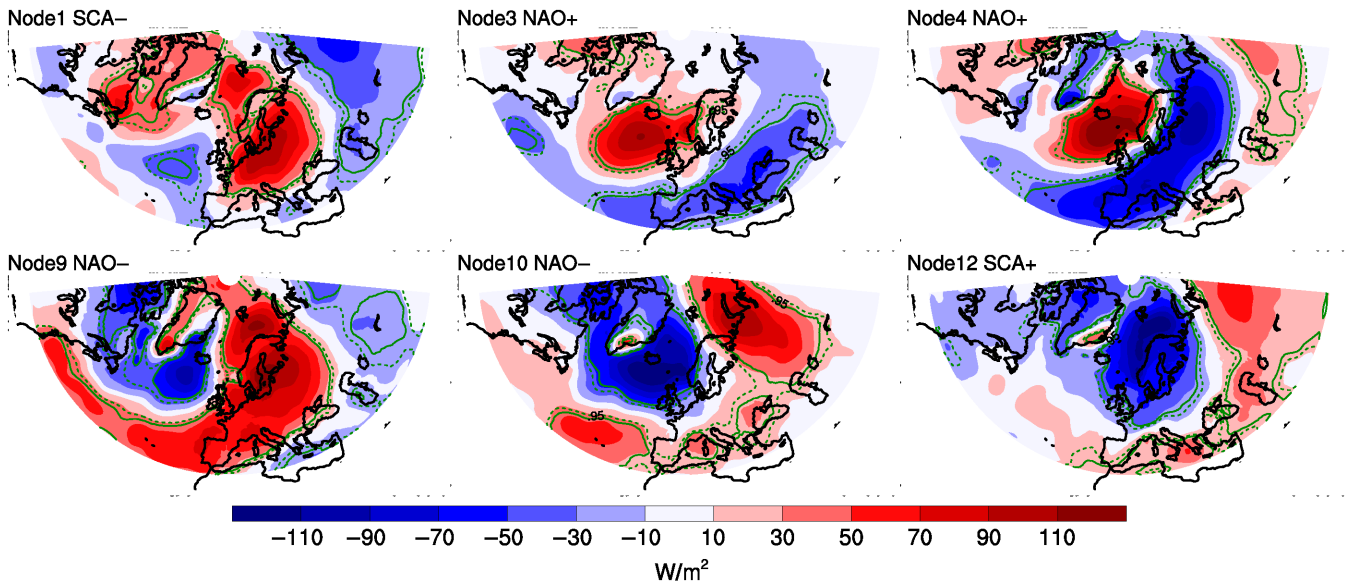 Node1 SCA−
Node3 NAO+
Node4 NAO+
95
95
Node9 NAO−
Node10 NAO−
Node12 SCA+
95
95
−110 −90 −70 −50 −30 −10 10 30 50 70 90 110
W/m²